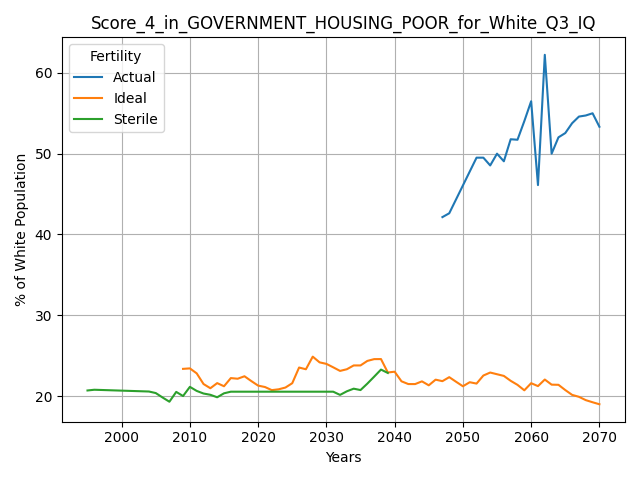 Score_4_in_GOVERNMENT_HOUSING_POOR_for_White_Q3_IQ
Fertility
Actual
Ideal
Sterile
% of White Population
60
50
40
30
20
2000
2010
2020
2030
2040
2050
2060
2070
Years